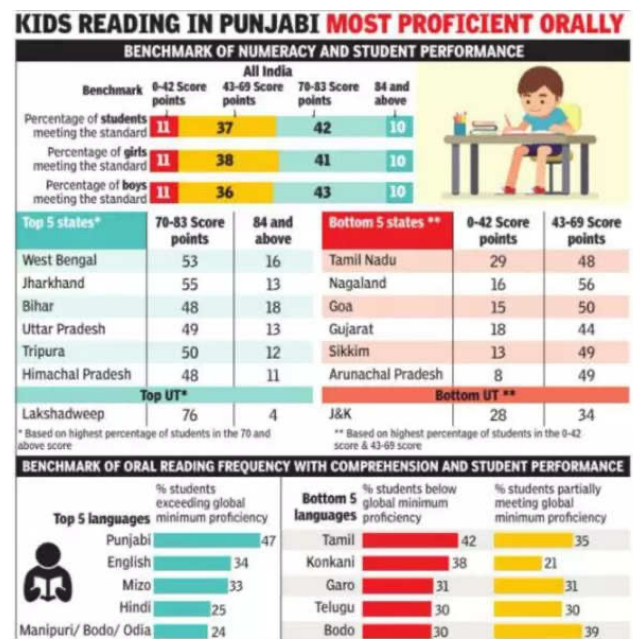 KIDS READING IN PUNJABI MOST PROFICIENT ORALLY
BENCHMARK OF NUMERACY AND STUDENT PERFORMANCE
All India
Benchmark 0-42 Score points 43-69 Score points 70-83 Score points 84 and above
Percentage of students meeting the standard 11 37 42 10
Percentage of girls meeting the standard 11 38 41 10
Percentage of boys meeting the standard 11 36 43 10
Top 5 states* 70-83 Score points 84 and above
West Bengal 53 16
Jharkhand 55 13
Bihar 48 18
Uttar Pradesh 49 13
Tripura 50 12
Himachal Pradesh 48 11
Top UT*
Lakshadweep 76 4
* Based on highest percentage of students in the 70 and
above score
Bottom 5 states ** 0-42 Score points 43-69 Score points
Tamil Nadu 29 48
Nagaland 16 56
Goa 15 50
Gujarat 18 44
Sikkim 13 49
Arunachal Pradesh 8 49
Bottom UT **
J&K 28 34
** Based on highest percentage of students in the 0-42
score & 43-69 score
BENCHMARK OF ORAL READING FREQUENCY WITH COMPREHENSION AND STUDENT PERFORMANCE
Top 5 languages % students exceeding global minimum proficiency
Punjabi 47
English 34
Mizo 33
Hindi 25
Manipuri/ Bodo/ Odia 24
Bottom 5 languages % students below global minimum proficiency % students partially meeting global minimum proficiency
Tamil 42 35
Konkani 38 21
Garo 31 31
Telugu 30 30
Bodo 30 39